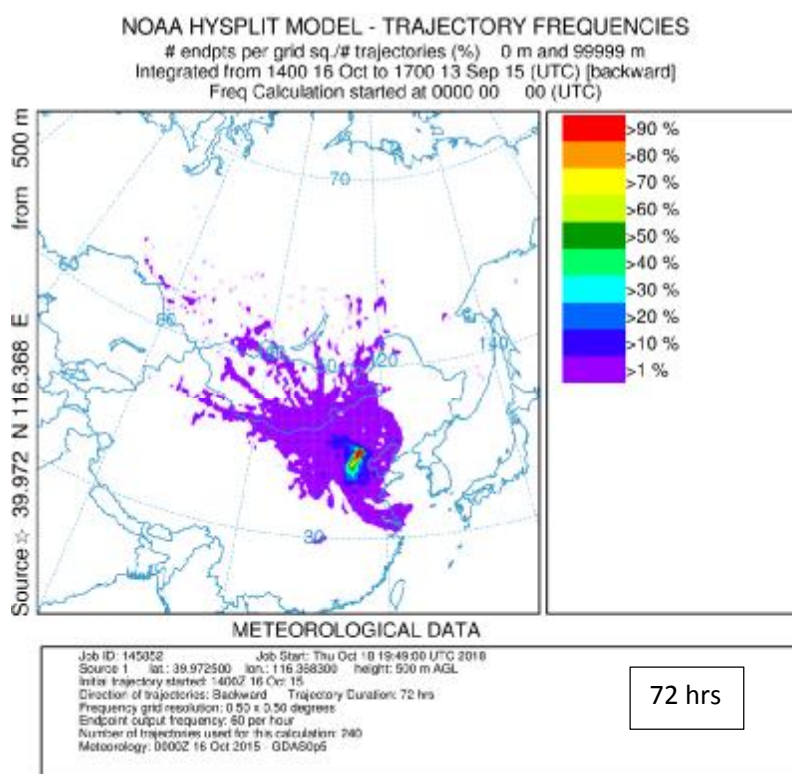 NOAA HYSPLIT MODEL - TRAJECTORY FREQUENCIES
# endpts per grid sq./# trajectories (%) 0 m and 99999 m
Integrated from 1400 16 Oct to 1700 13 Sep 15 (UTC) [backward]
Freq Calculation started at 0000 00 00 (UTC)
Source ☆ 39.972 N 116.368 E from 500 m
>90 %
>80 %
>70 %
>60 %
>50 %
>40 %
>30 %
>20 %
>10 %
>1 %
70
60
80
120
140
30
METEOROLOGICAL DATA
Job ID: 145852 Job Start: Thu Oct 18 19:49:00 UTC 2018
Source 1 lat.: 39.972500 lon.: 116.368300 height: 500 m AGL
Initial trajectory started: 1400Z 16 Oct 15
Direction of trajectories: Backward Trajectory Duration: 72 hrs
Frequency grid resolution: 0.50 x 0.50 degrees
Endpoint output frequency: 60 per hour
Number of trajectories used for this calculation: 240
Meteorology: 0000Z 16 Oct 2015 - GDAS0p5
72 hrs